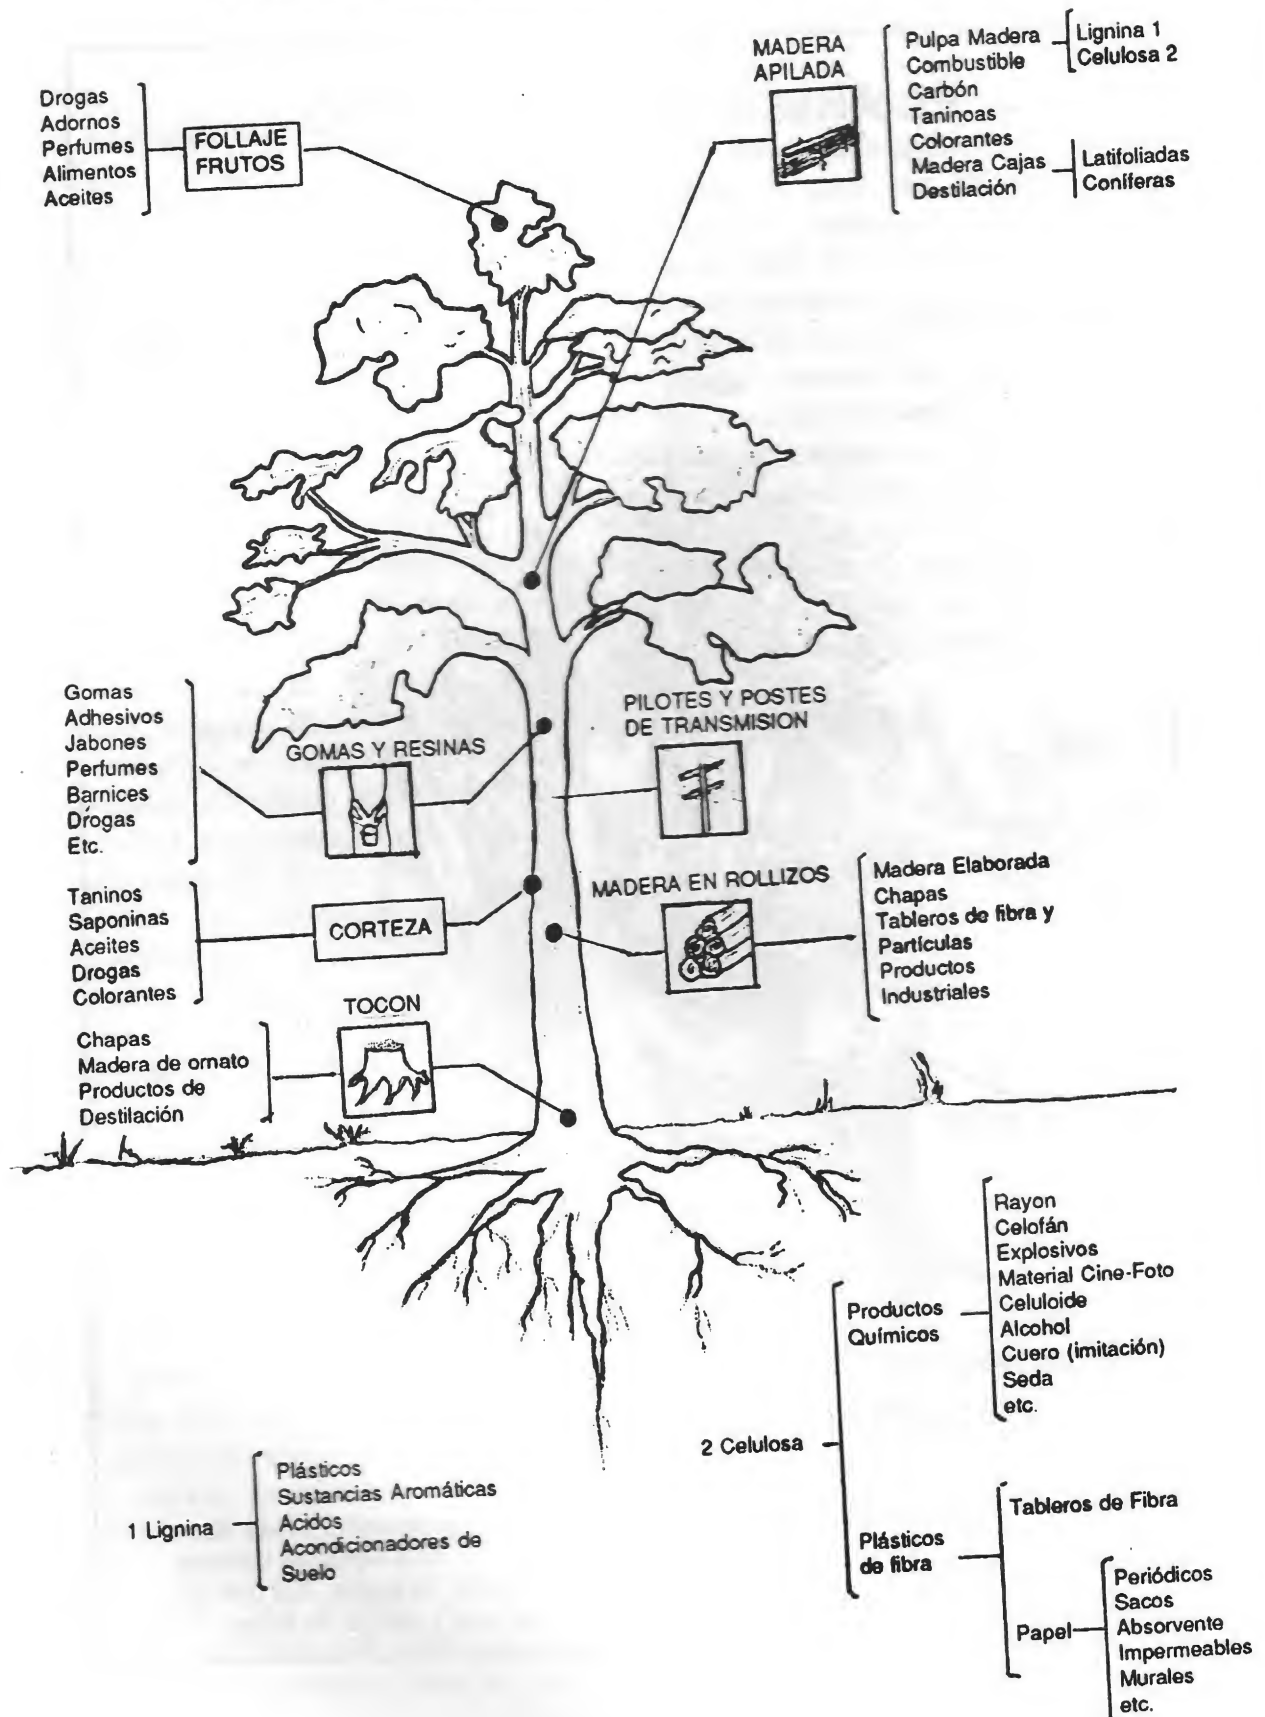 Drogas
Adornos
Perfumes
Alimentos
Aceites
FOLLAJE
FRUTOS
MADERA
APILADA
Pulpa Madera
Combustible
Carbón
Taninoas
Colorantes
Madera Cajas
Destilación
Lignina 1
Celulosa 2
Latifoliadas
Coníferas
Gomas
Adhesivos
Jabones
Perfumes
Barnices
Drogas
Etc.
GOMAS Y RESINAS
PILOTES Y POSTES
DE TRANSMISION
Taninos
Saponinas
Aceites
Drogas
Colorantes
CORTEZA
MADERA EN ROLLIZOS
Madera Elaborada
Chapas
Tableros de fibra y
Partículas
Productos
Industriales
Chapas
Madera de ornato
Productos de
Destilación
TOCON
1 Lignina
Plásticos
Sustancias Aromáticas
Acidos
Acondicionadores de
Suelo
2 Celulosa
Productos
Químicos
Rayon
Celofán
Explosivos
Material Cine-Foto
Celuloide
Alcohol
Cuero (imitación)
Seda
etc.
Plásticos
de fibra
Tableros de Fibra
Papel
Periódicos
Sacos
Absorvente
Impermeables
Murales
etc.